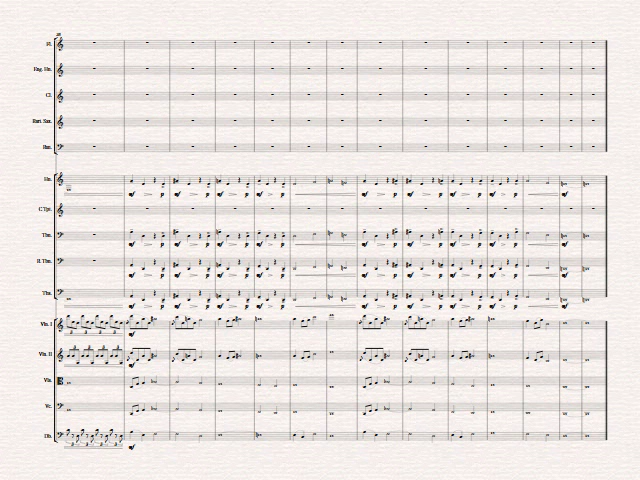 Fl.
Eng. Hn.
Cl.
Bari. Sax.
Bsn.
Hn.
C Tpt.
Tbn.
B. Tbn.
Tba.
Vln. I
Vln. II
Vla.
Vc.
Db.